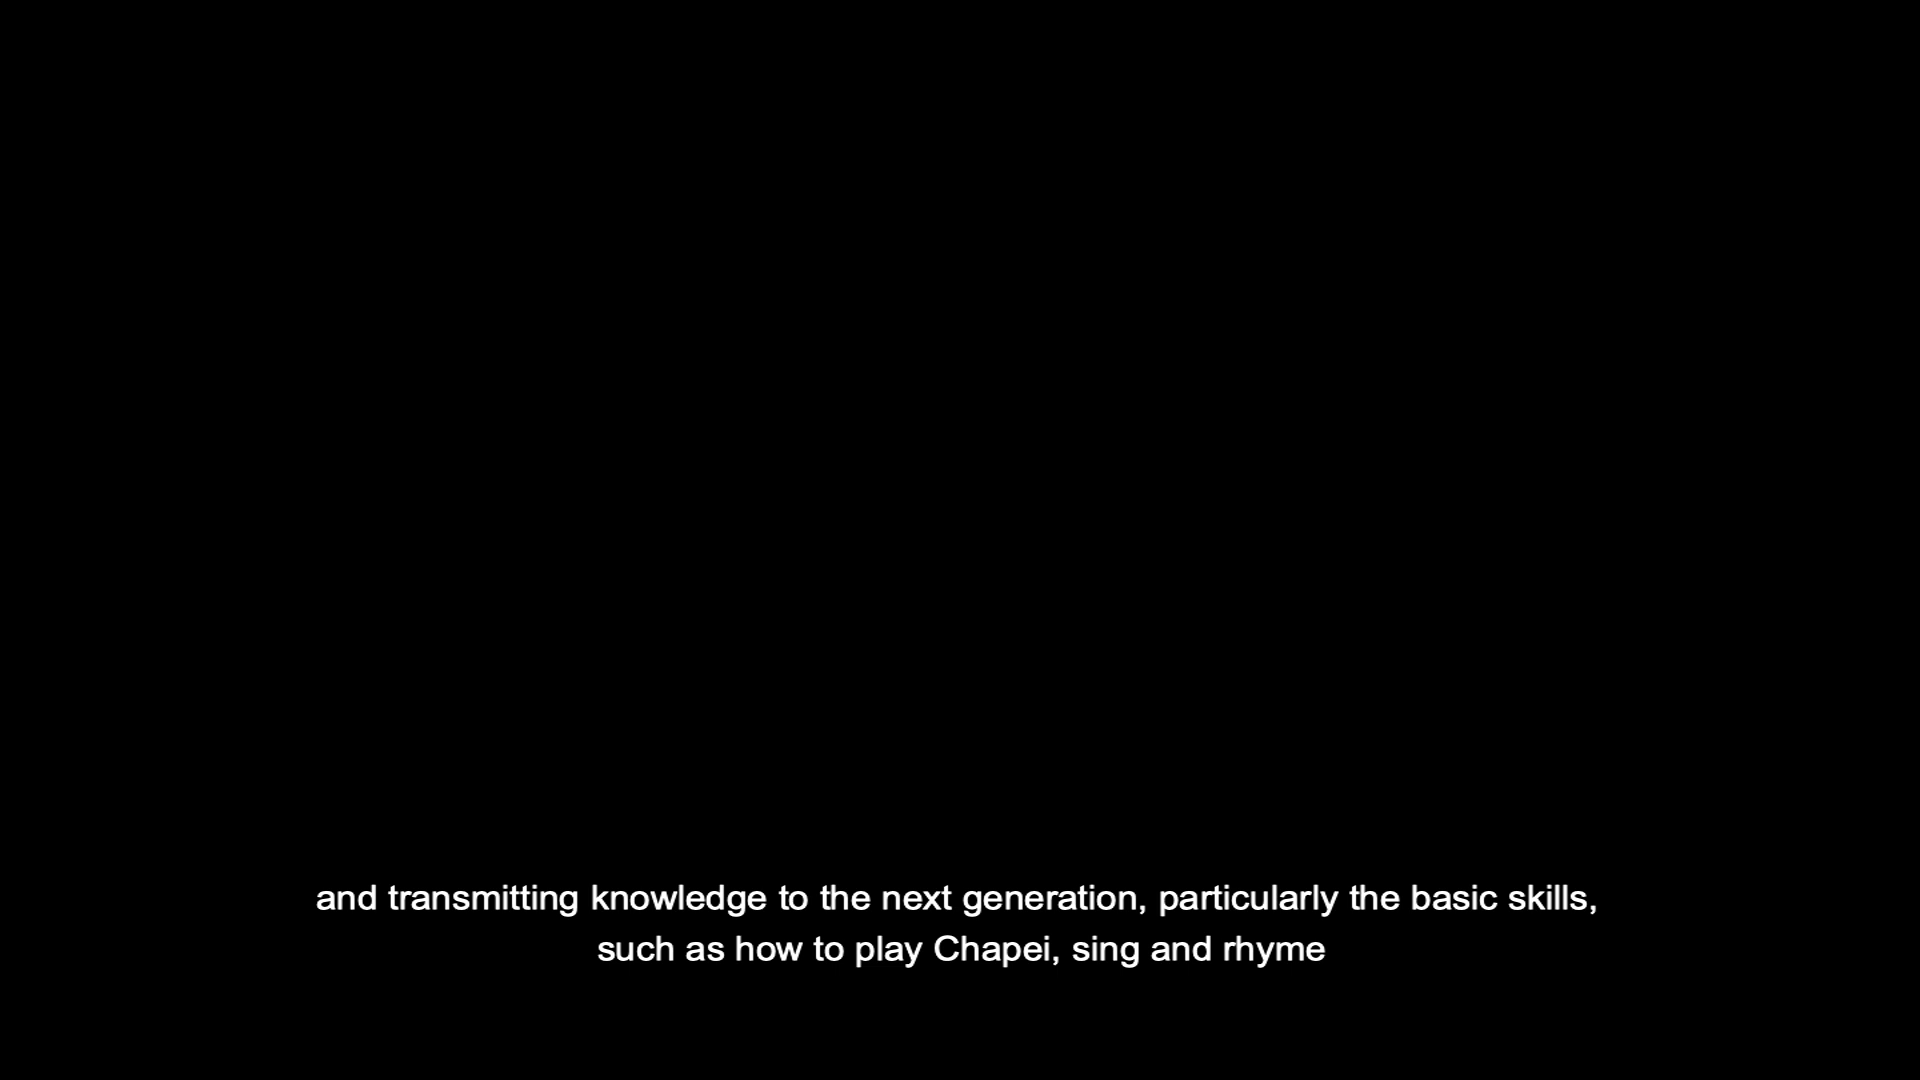 and transmitting knowledge to the next generation, particularly the basic skills,
such as how to play Chapei, sing and rhyme